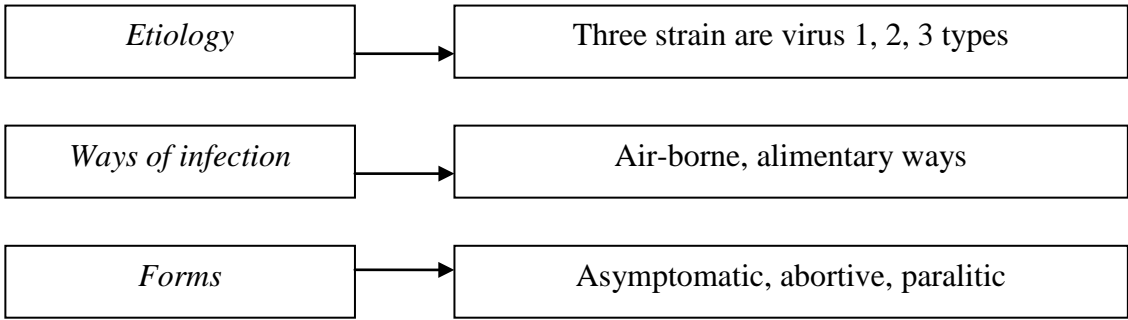 Etiology
Three strain are virus 1, 2, 3 types
Ways of infection
Air-borne, alimentary ways
Forms
Asymptomatic, abortive, paralitic